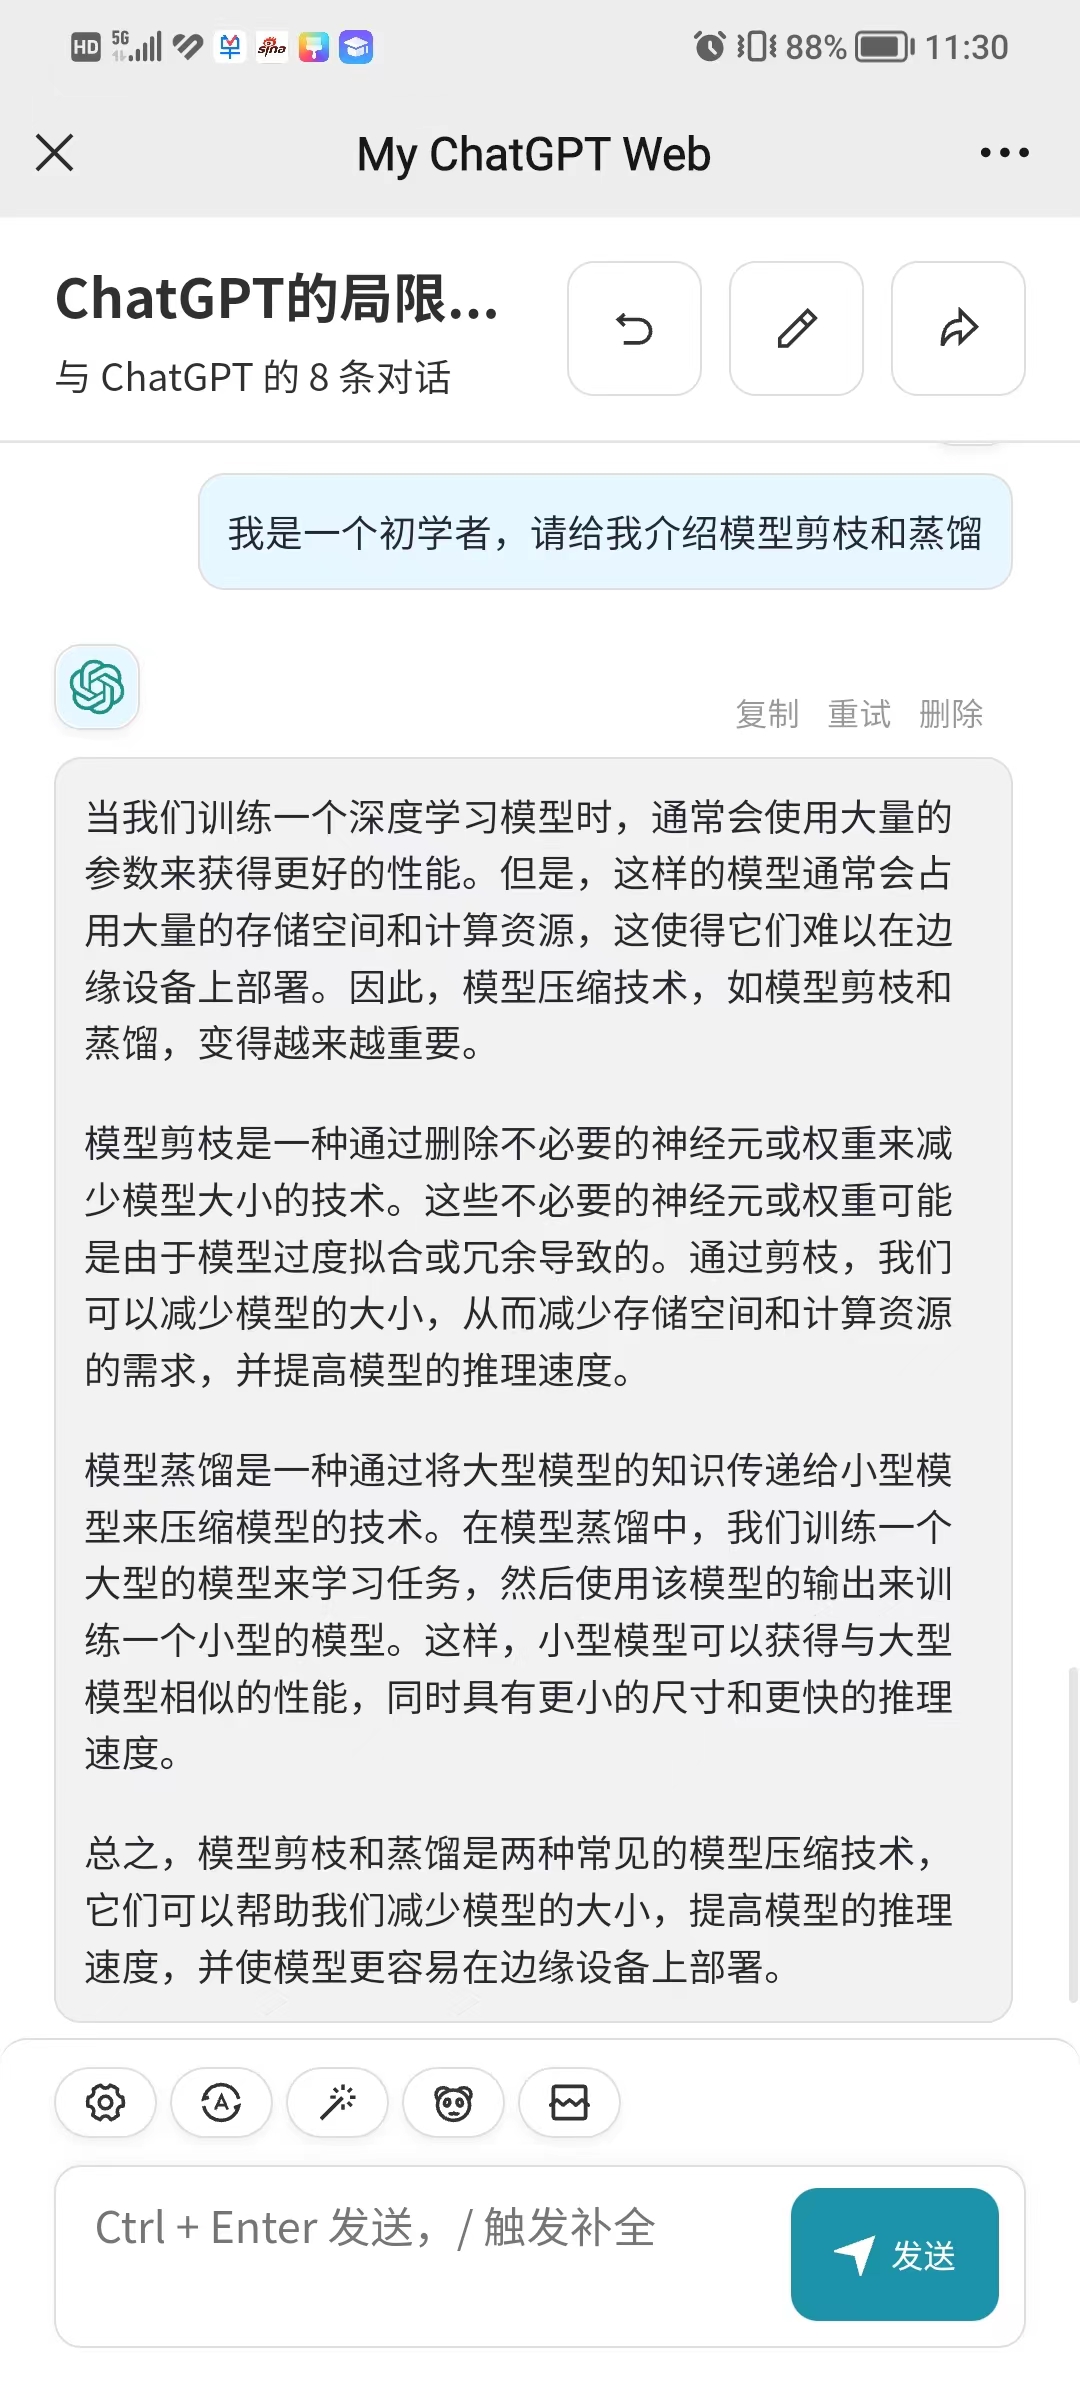 HD 5G sina 88% 11:30
My ChatGPT Web
ChatGPT的局限...
与 ChatGPT 的 8 条对话
我是一个初学者，请给我介绍模型剪枝和蒸馏
复制 重试 删除
当我们训练一个深度学习模型时，通常会使用大量的
参数来获得更好的性能。但是，这样的模型通常会占
用大量的存储空间和计算资源，这使得它们难以在边
缘设备上部署。因此，模型压缩技术，如模型剪枝和
蒸馏，变得越来越重要。
模型剪枝是一种通过删除不必要的神经元或权重来减
少模型大小的技术。这些不必要的神经元或权重可能
是由于模型过度拟合或冗余导致的。通过剪枝，我们
可以减少模型的大小，从而减少存储空间和计算资源
的需求，并提高模型的推理速度。
模型蒸馏是一种通过将大型模型的知识传递给小型模
型来压缩模型的技术。在模型蒸馏中，我们训练一个
大型的模型来学习任务，然后使用该模型的输出来训
练一个小型的模型。这样，小型模型可以获得与大型
模型相似的性能，同时具有更小的尺寸和更快的推理
速度。
总之，模型剪枝和蒸馏是两种常见的模型压缩技术，
它们可以帮助我们减少模型的大小，提高模型的推理
速度，并使模型更容易在边缘设备上部署。
Ctrl + Enter 发送，/ 触发补全
发送